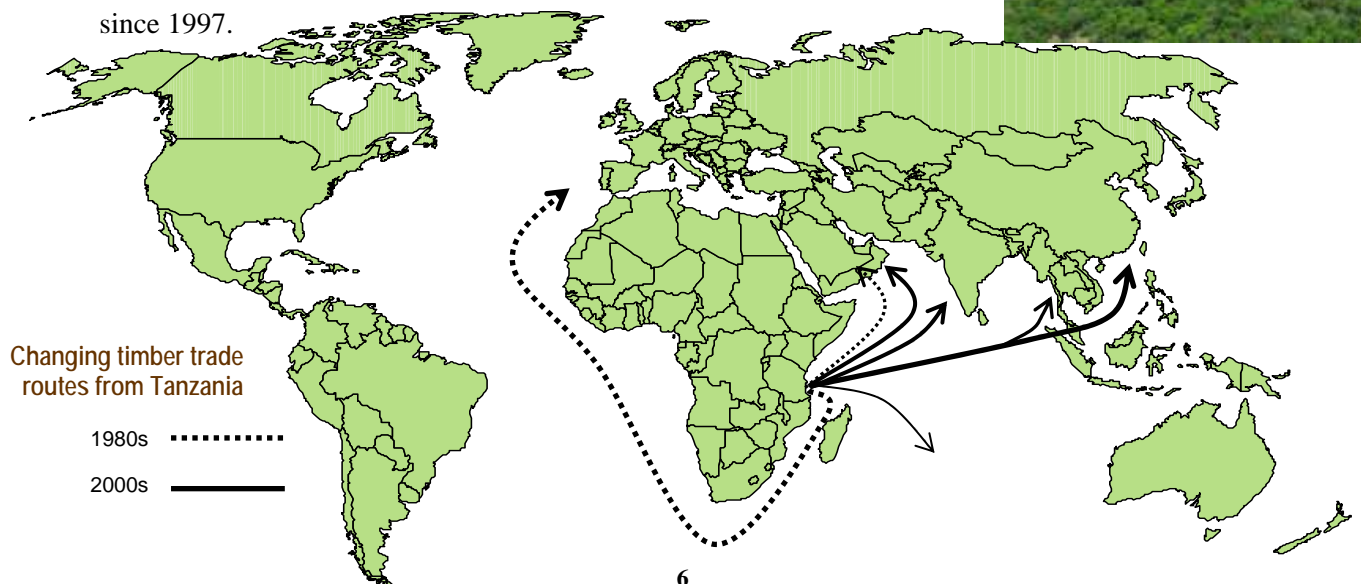 since 1997.
Changing timber trade
routes from Tanzania
1980s
2000s
6